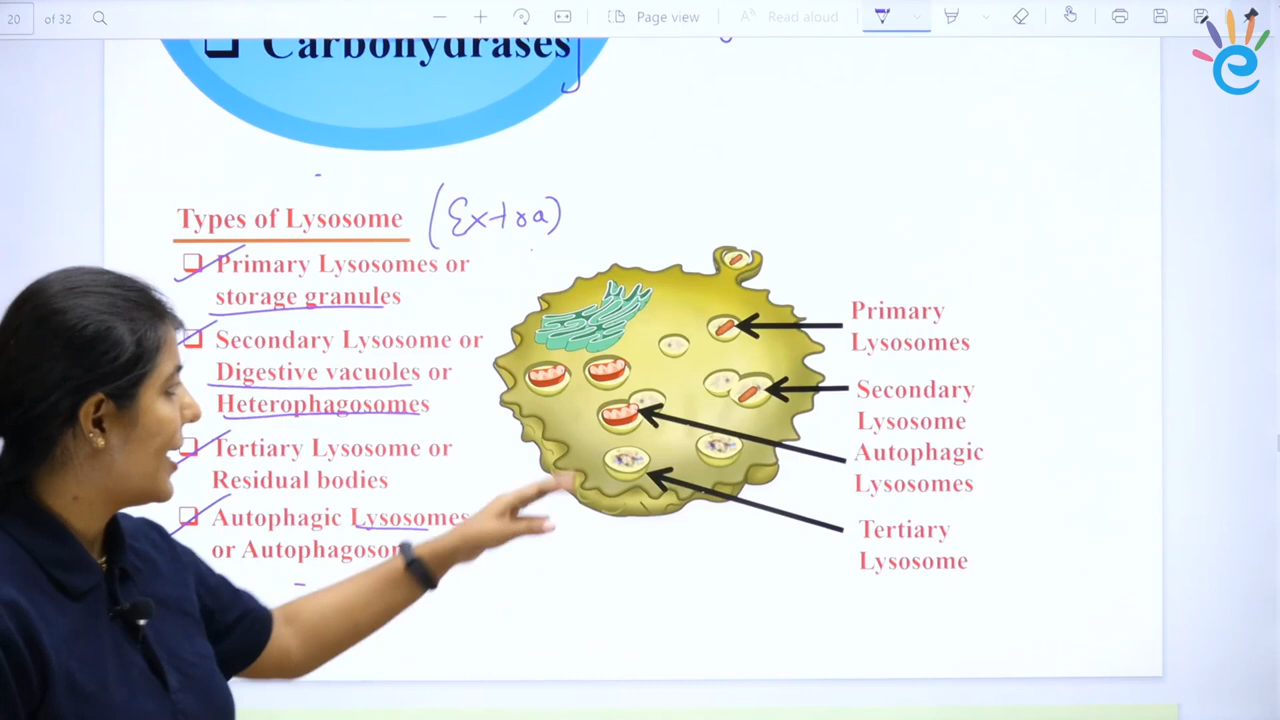 20 of 32
Page view
Read aloud
Carbohydrases
Types of Lysosome (Extra)
Primary Lysosomes or
storage granules
Secondary Lysosome or
Digestive vacuoles or
Heterophagosomes
Tertiary Lysosome or
Residual bodies
Autophagic Lysosomes
or
Primary
Lysosomes
Secondary
Lysosome
Autophagic
Lysosomes
Tertiary
Lysosome